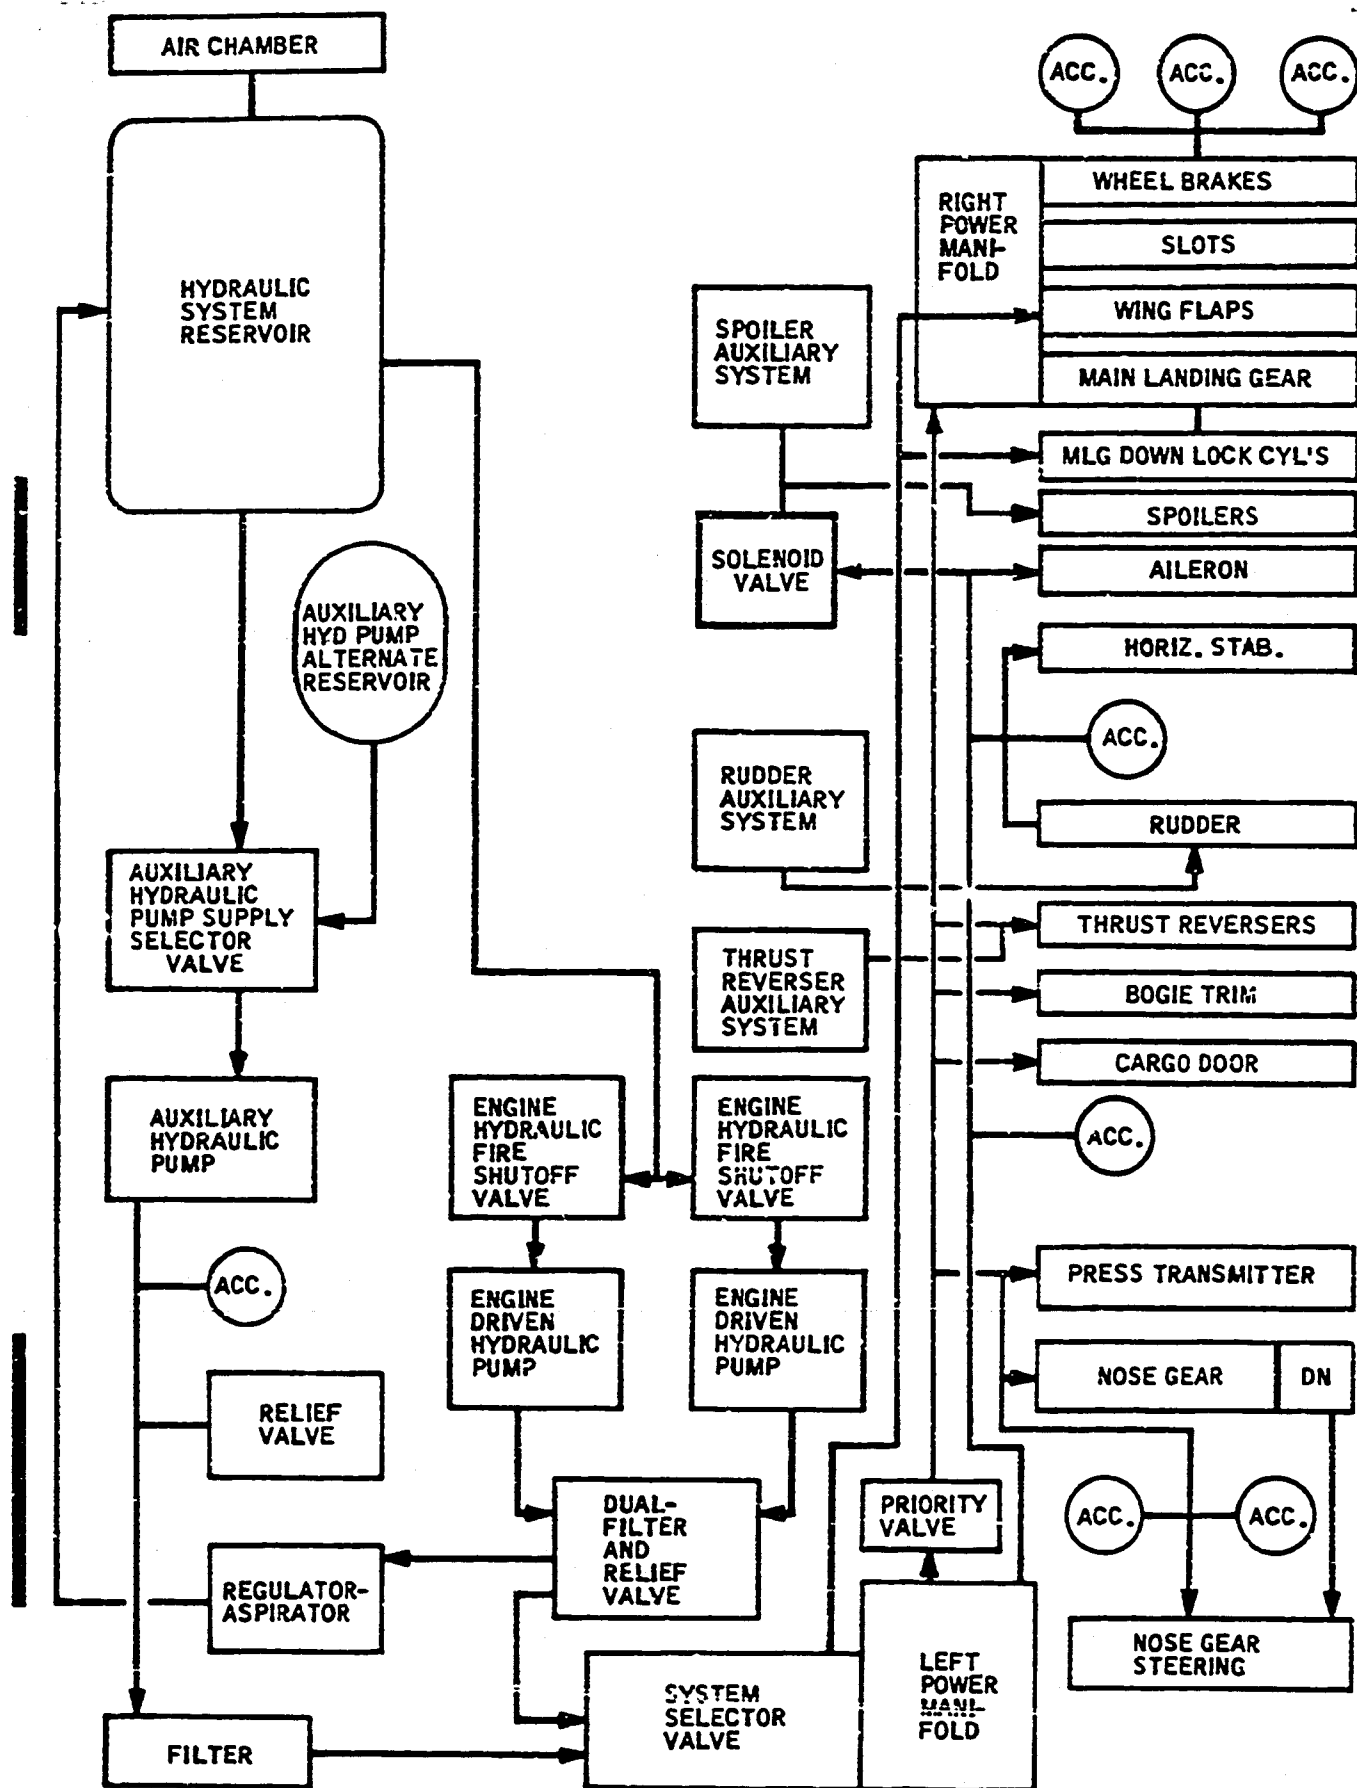 AIR CHAMBER
HYDRAULIC
SYSTEM
RESERVOIR
AUXILIARY
HYD PUMP
ALTERNATE
RESERVOIR
AUXILIARY
HYDRAULIC
PUMP SUPPLY
SELECTOR
VALVE
AUXILIARY
HYDRAULIC
PUMP
ACC.
RELIEF
VALVE
REGULATOR-
ASPIRATOR
FILTER
ENGINE
HYDRAULIC
FIRE
SHUTOFF
VALVE
ENGINE
HYDRAULIC
FIRE
SHUTOFF
VALVE
ENGINE
DRIVEN
HYDRAULIC
PUMP
ENGINE
DRIVEN
HYDRAULIC
PUMP
DUAL-
FILTER
AND
RELIEF
VALVE
SYSTEM
SELECTOR
VALVE
LEFT
POWER
MANI-
FOLD
PRIORITY
VALVE
SPOILER
AUXILIARY
SYSTEM
SOLENOID
VALVE
RUDDER
AUXILIARY
SYSTEM
THRUST
REVERSER
AUXILIARY
SYSTEM
ACC.
ACC.
ACC.
RIGHT
POWER
MANI-
FOLD
WHEEL BRAKES
SLOTS
WING FLAPS
MAIN LANDING GEAR
MLG DOWN LOCK CYL'S
SPOILERS
AILERON
HORIZ. STAB.
ACC.
RUDDER
THRUST REVERSERS
BOGIE TRIM
CARGO DOOR
ACC.
PRESS TRANSMITTER
NOSE GEAR
DN
ACC.
ACC.
NOSE GEAR
STEERING